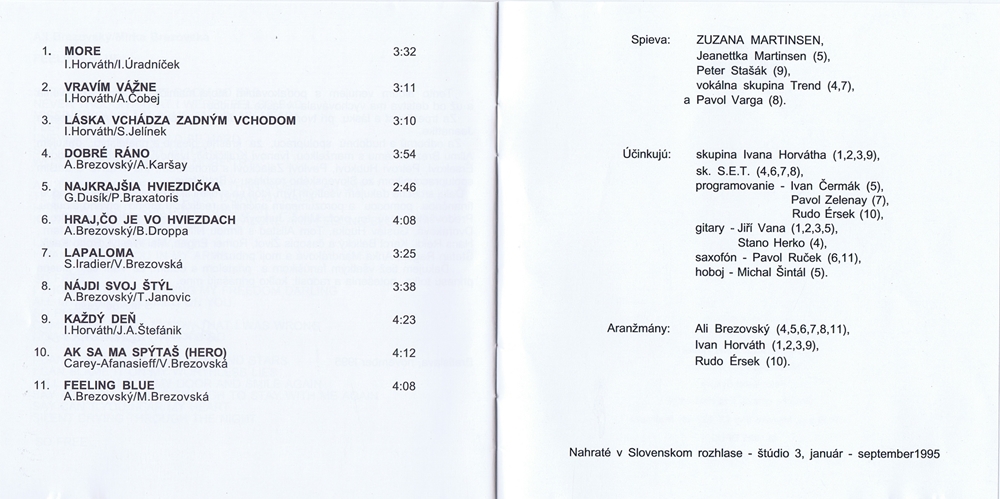 1. MORE 3:32
I.Horváth/I.Úradníček
2. VRAVÍM VÁŽNE 3:11
I.Horváth/A.Cobej
3. LÁSKA VCHÁDZA ZADNÝM VCHODOM 3:10
I.Horváth/S.Jelínek
4. DOBRÉ RÁNO 3:54
A.Brezovský/A.Karšay
5. NAJKRAJŠIA HVIEZDIČKA 2:46
G.Dusík/P.Braxatoris
6. HRAJ,ČO JE VO HVIEZDACH 4:08
A.Brezovský/B.Droppa
7. LAPALOMA 3:25
S.Iradier/V.Brezovská
8. NÁJDI SVOJ ŠTÝL 3:38
A.Brezovský/T.Janovic
9. KAŽDÝ DEŇ 4:23
I.Horváth/J.A.Štefánik
10. AK SA MA SPÝTAŠ (HERO) 4:12
Carey-Afanasieff/V.Brezovská
11. FEELING BLUE 4:08
A.Brezovský/M.Brezovská
Spieva: ZUZANA MARTINSEN,
Jeanettka Martinsen (5),
Peter Stašák (9),
vokálna skupina Trend (4,7),
a Pavol Varga (8).
Účinkujú: skupina Ivana Horvátha (1,2,3,9),
sk. S.E.T. (4,6,7,8),
programovanie - Ivan Čermák (5),
Pavol Zelenay (7),
Rudo Érsek (10),
gitary - Jiří Vana (1,2,3,5),
Stano Herko (4),
saxofón - Pavol Ruček (6,11),
hoboj - Michal Šintál (5).
Aranžmány: Ali Brezovský (4,5,6,7,8,11),
Ivan Horváth (1,2,3,9),
Rudo Érsek (10).
Nahraté v Slovenskom rozhlase - štúdio 3, január - september1995